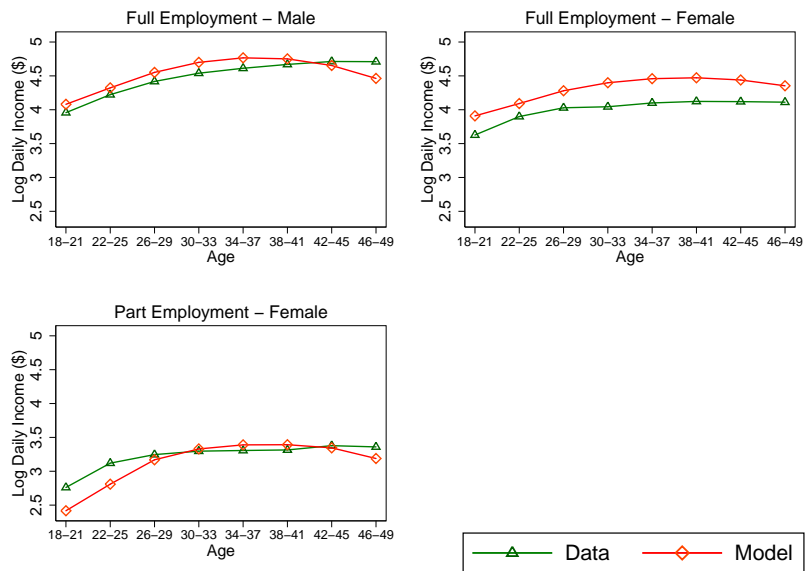 Full Employment – Male
Log Daily Income ($)
5
4.5
4
3.5
3
2.5
18–21 22–25 26–29 30–33 34–37 38–41 42–45 46–49
Age
Full Employment – Female
Log Daily Income ($)
5
4.5
4
3.5
3
2.5
18–21 22–25 26–29 30–33 34–37 38–41 42–45 46–49
Age
Part Employment – Female
Log Daily Income ($)
5
4.5
4
3.5
3
2.5
18–21 22–25 26–29 30–33 34–37 38–41 42–45 46–49
Age
Data Model